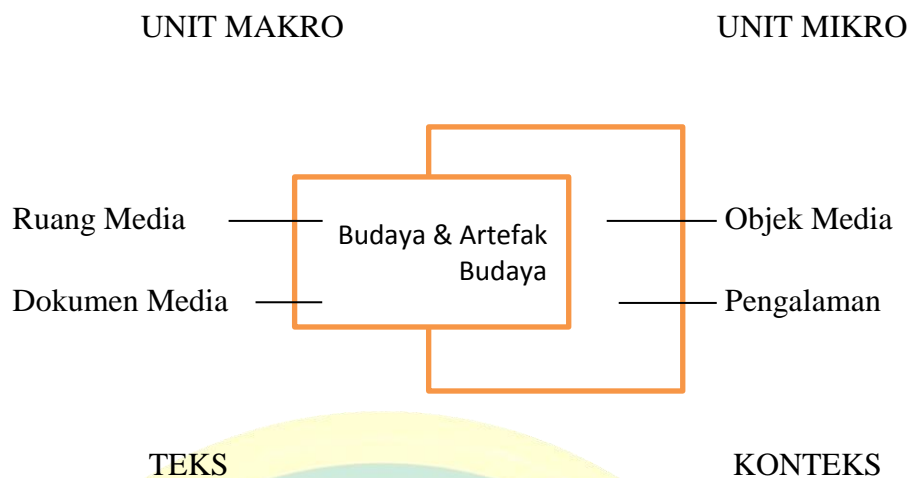 UNIT MAKRO UNIT MIKRO
Ruang Media Budaya & Artefak Budaya Objek Media
Dokumen Media Pengalaman
TEKS KONTEKS